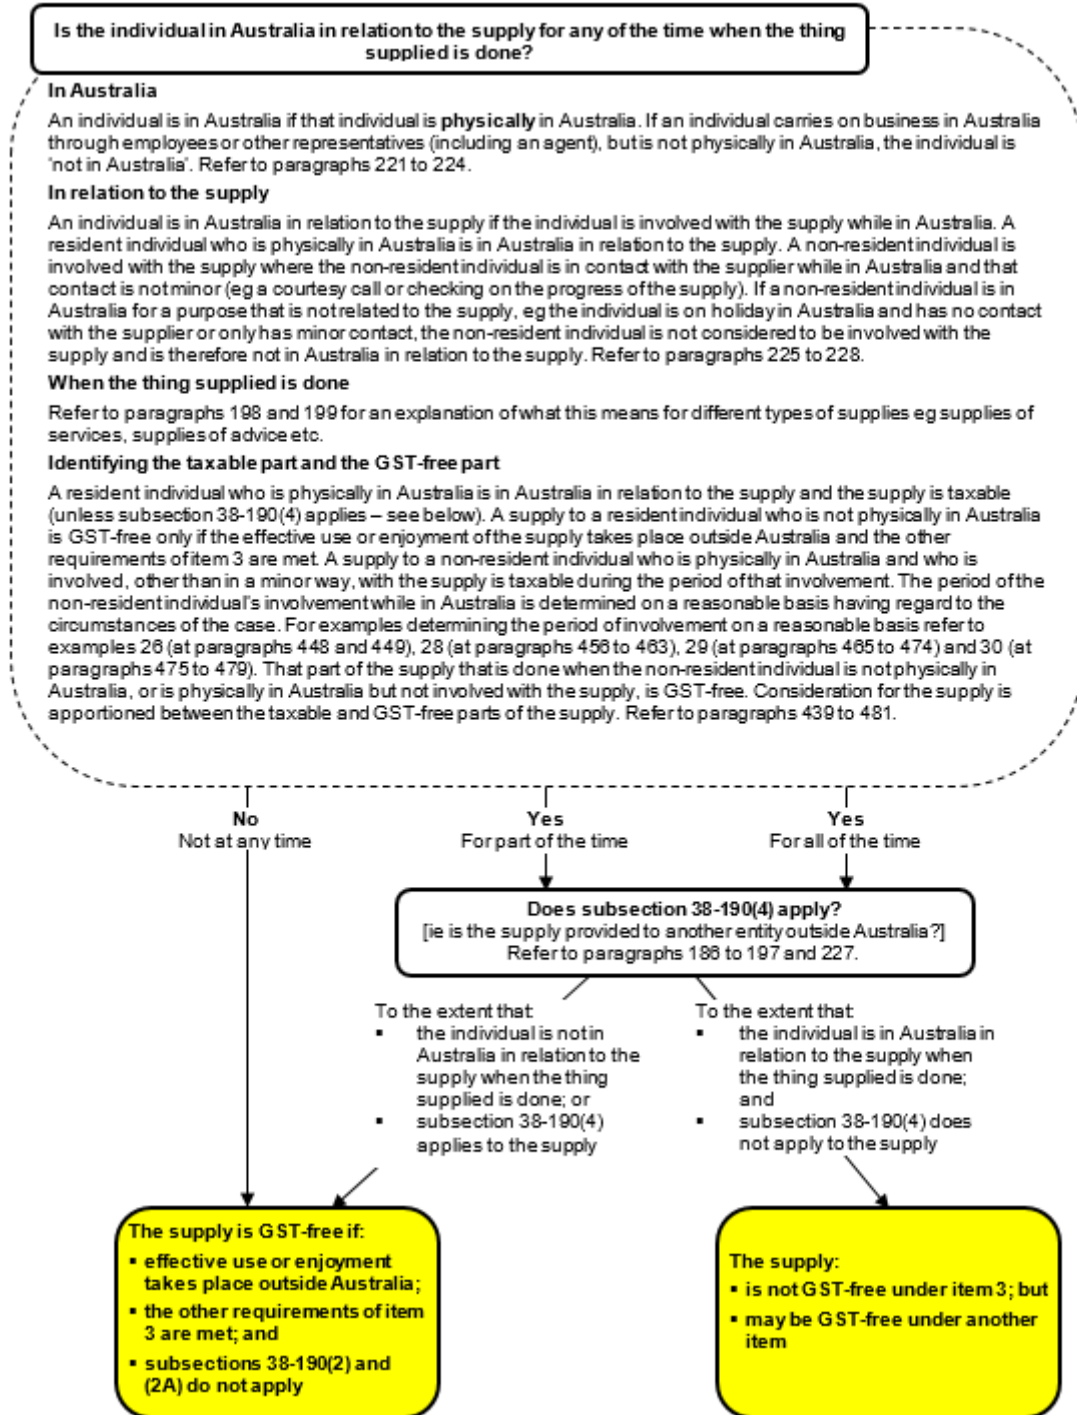 Is the individual in Australia in relation to the supply for any of the time when the thing
supplied is done?
In Australia
An individual is in Australia if that individual is physically in Australia. If an individual carries on business in Australia
through employees or other representatives (including an agent), but is not physically in Australia, the individual is
'not in Australia'. Refer to paragraphs 221 to 224.
In relation to the supply
An individual is in Australia in relation to the supply if the individual is involved with the supply while in Australia. A
resident individual who is physically in Australia is in Australia in relation to the supply. A non-resident individual is
involved with the supply where the non-resident individual is in contact with the supplier while in Australia and that
contact is not minor (eg a courtesy call or checking on the progress of the supply). If a non-resident individual is in
Australia for a purpose that is not related to the supply, eg the individual is on holiday in Australia and has no contact
with the supplier or only has minor contact, the non-resident individual is not considered to be involved with the
supply and is therefore not in Australia in relation to the supply. Refer to paragraphs 225 to 228.
When the thing supplied is done
Refer to paragraphs 198 and 199 for an explanation of what this means for different types of supplies eg supplies of
services, supplies of advice etc.
Identifying the taxable part and the GST-free part
A resident individual who is physically in Australia is in Australia in relation to the supply and the supply is taxable
(unless subsection 38-190(4) applies – see below). A supply to a resident individual who is not physically in Australia
is GST-free only if the effective use or enjoyment of the supply takes place outside Australia and the other
requirements of item 3 are met. A supply to a non-resident individual who is physically in Australia and who is
involved, other than in a minor way, with the supply is taxable during the period of that involvement. The period of the
non-resident individual's involvement while in Australia is determined on a reasonable basis having regard to the
circumstances of the case. For examples determining the period of involvement on a reasonable basis refer to
examples 26 (at paragraphs 448 and 449), 28 (at paragraphs 456 to 463), 29 (at paragraphs 465 to 474) and 30 (at
paragraphs 475 to 479). That part of the supply that is done when the non-resident individual is not physically in
Australia, or is physically in Australia but not involved with the supply, is GST-free. Consideration for the supply is
apportioned between the taxable and GST-free parts of the supply. Refer to paragraphs 439 to 481.
No
Not at any time
Yes
For part of the time
Yes
For all of the time
Does subsection 38-190(4) apply?
[ie is the supply provided to another entity outside Australia?]
Refer to paragraphs 186 to 197 and 227.
To the extent that:
▪ the individual is not in
Australia in relation to the
supply when the thing
supplied is done; or
▪ subsection 38-190(4)
applies to the supply
To the extent that:
▪ the individual is in Australia in
relation to the supply when
the thing supplied is done;
and
▪ subsection 38-190(4) does
not apply to the supply
The supply is GST-free if:
▪ effective use or enjoyment
takes place outside Australia;
▪ the other requirements of item
3 are met; and
▪ subsections 38-190(2) and
(2A) do not apply
The supply:
▪ is not GST-free under item 3; but
▪ may be GST-free under another
item